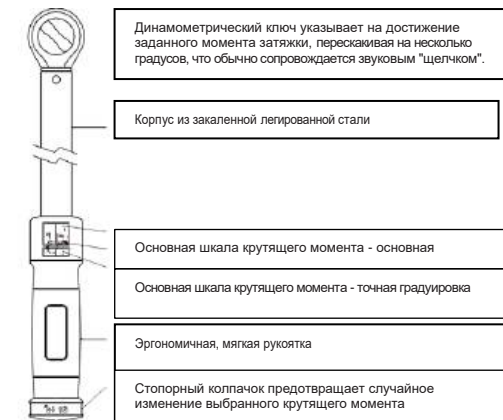 Динамометрический ключ указывает на достижение
заданного момента затяжки, перескакивая на несколько
градусов, что обычно сопровождается звуковым "щелчком".
Корпус из закаленной легированной стали
Основная шкала крутящего момента - основная
Основная шкала крутящего момента - точная градуировка
Эргономичная, мягкая рукоятка
Стопорный колпачок предотвращает случайное
изменение выбранного крутящего момента